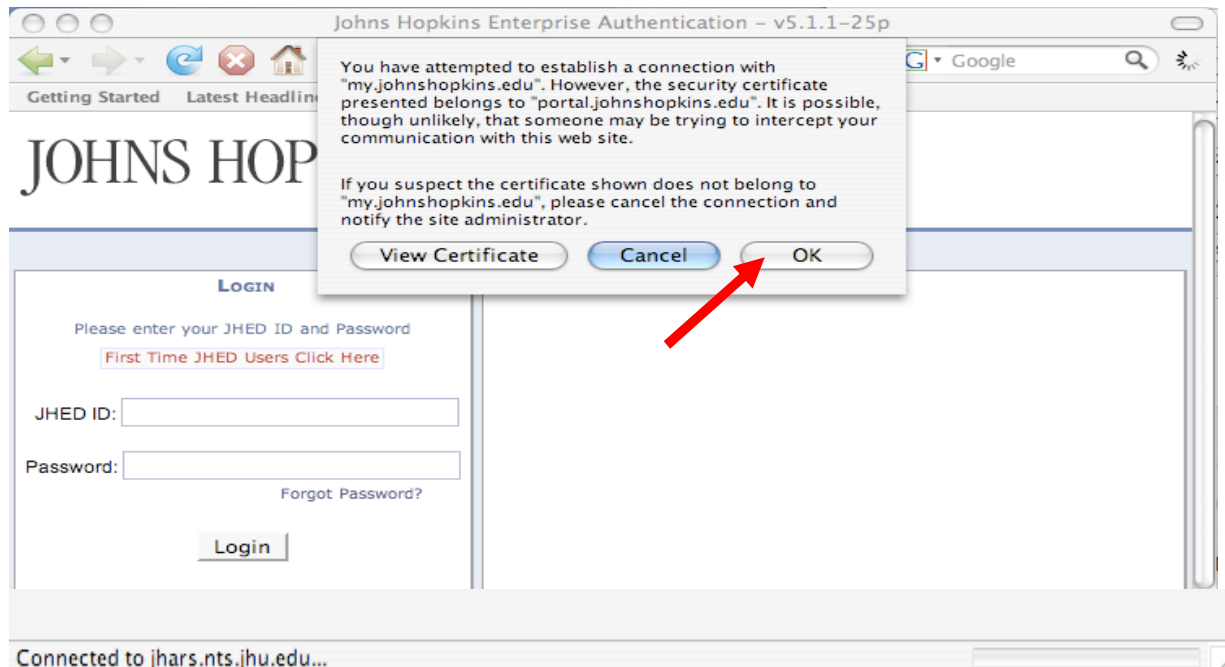 Johns Hopkins Enterprise Authentication – v5.1.1–25p
G Google
Getting Started Latest Headlin
You have attempted to establish a connection with
"my.johnshopkins.edu". However, the security certificate
presented belongs to "portal.johnshopkins.edu". It is possible,
though unlikely, that someone may be trying to intercept your
communication with this web site.
If you suspect the certificate shown does not belong to
"my.johnshopkins.edu", please cancel the connection and
notify the site administrator.
View Certificate Cancel OK
JOHNS HOP
LOGIN
Please enter your JHED ID and Password
First Time JHED Users Click Here
JHED ID:
Password:
Forgot Password?
Login
Connected to jhars.nts.jhu.edu...